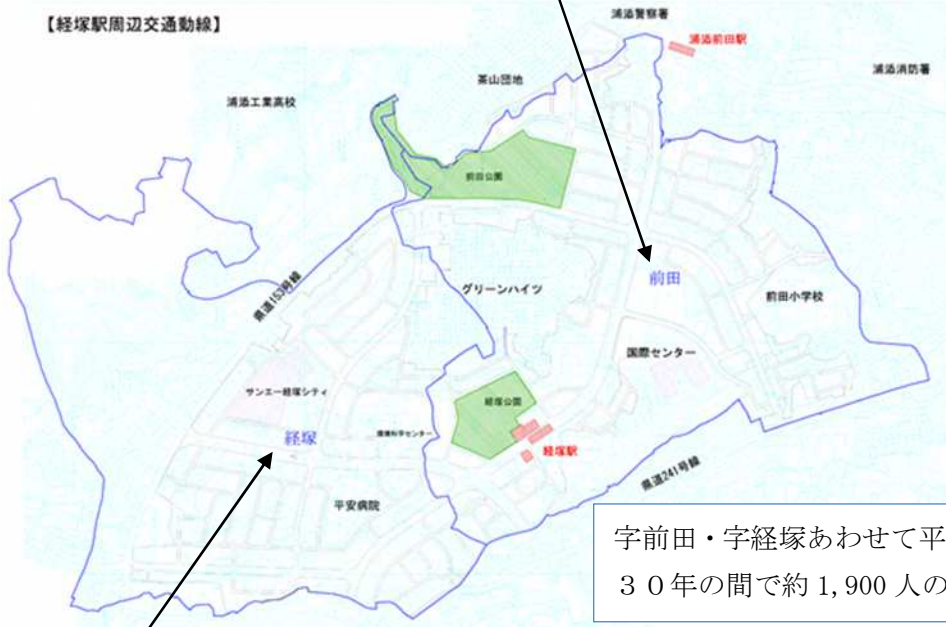 【経塚駅周辺交通動線】
浦添警察署
浦添前田駅
浦添消防署
茶山団地
浦添工業高校
前田公園
前田
県道153号線
グリーンハイツ
前田小学校
国際センター
サンエー経塚シティ
経塚公園
経塚
経塚駅
県道241号線
平安病院
字前田・字経塚あわせて平
３０年の間で約1,900人の